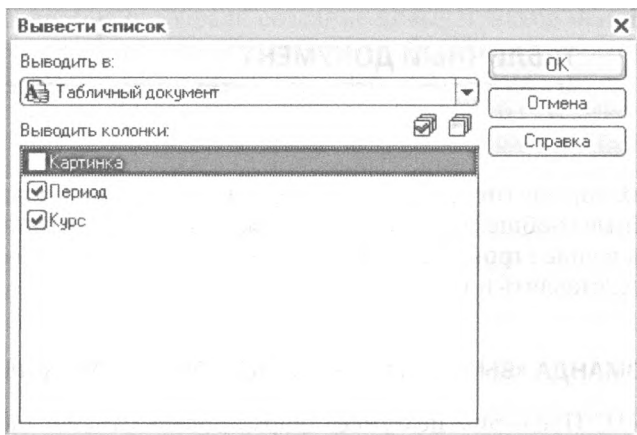 Вывести список
Выводить в:
Табличный документ
Выводить колонки:
Картинка
Период
Курс
OK
Отмена
Справка